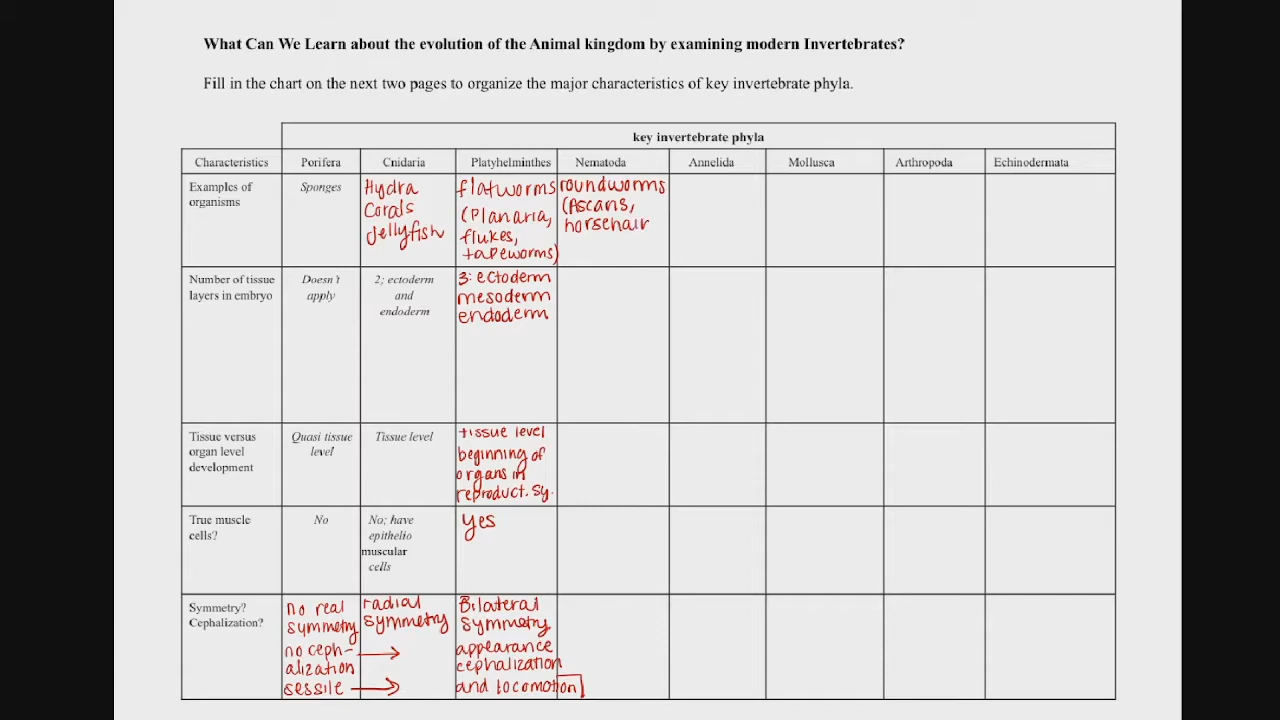 What Can We Learn about the evolution of the Animal kingdom by examining modern Invertebrates?
Fill in the chart on the next two pages to organize the major characteristics of key invertebrate phyla.
key invertebrate phyla
Characteristics Porifera Cnidaria Platyhelminthes Nematoda Annelida Mollusca Arthropoda Echinodermata
Examples of
organisms
Sponges
Hydra
Corals
Jellyfish
flatworms
(planaria,
flukes,
tapeworms)
roundworms
(Ascaris,
horsehair
Number of tissue
layers in embryo
Doesn't
apply
2; ectoderm
and
endoderm
3: ectoderm
mesoderm
endoderm
Tissue versus
organ level
development
Quasi tissue
level
Tissue level
tissue level
beginning of
organs in
reproduct. sy.
True muscle
cells?
No
No; have
epithelio
muscular
cells
yes
Symmetry?
Cephalization?
no real
symmetry
no ceph-
alization
sessile
radial
symmetry
Bilateral
symmetry
appearance
cephalization
and locomotion